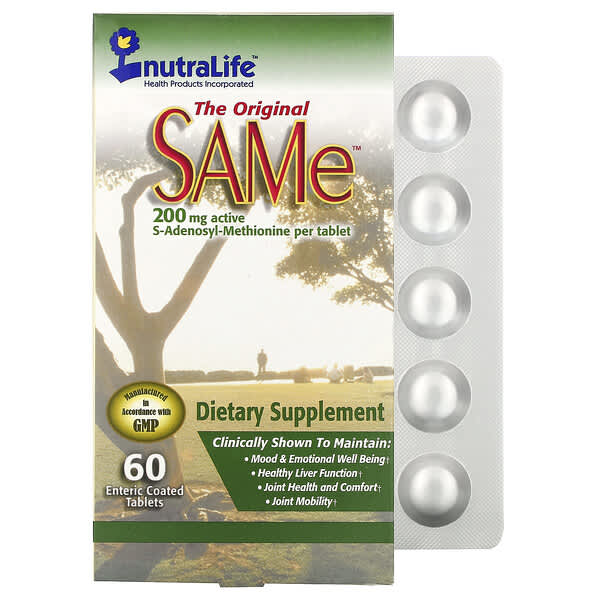 nutraLife™
Health Products Incorporated
The Original
SAMe™
200 mg active
S-Adenosyl-Methionine per tablet
Manufactured
in
Accordance with
GMP
Dietary Supplement
60
Enteric Coated
Tablets
Clinically Shown To Maintain:
• Mood & Emotional Well Being†
• Healthy Liver Function†
• Joint Health and Comfort†
• Joint Mobility†